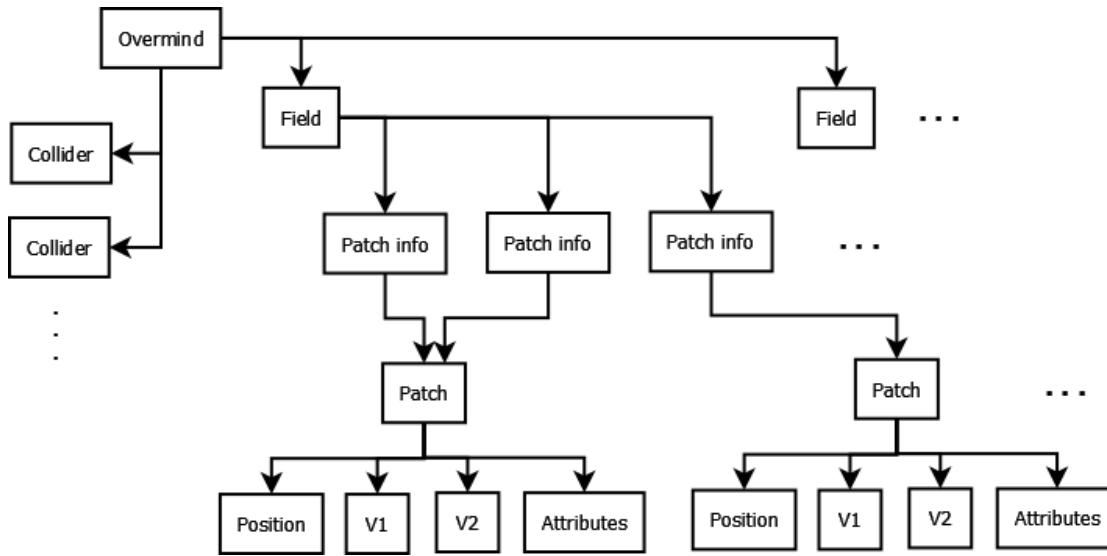 Overmind
Field
Field
...
Collider
Collider
...
Patch info
Patch info
Patch info
...
Patch
Patch
...
Position
V1
V2
Attributes
Position
V1
V2
Attributes